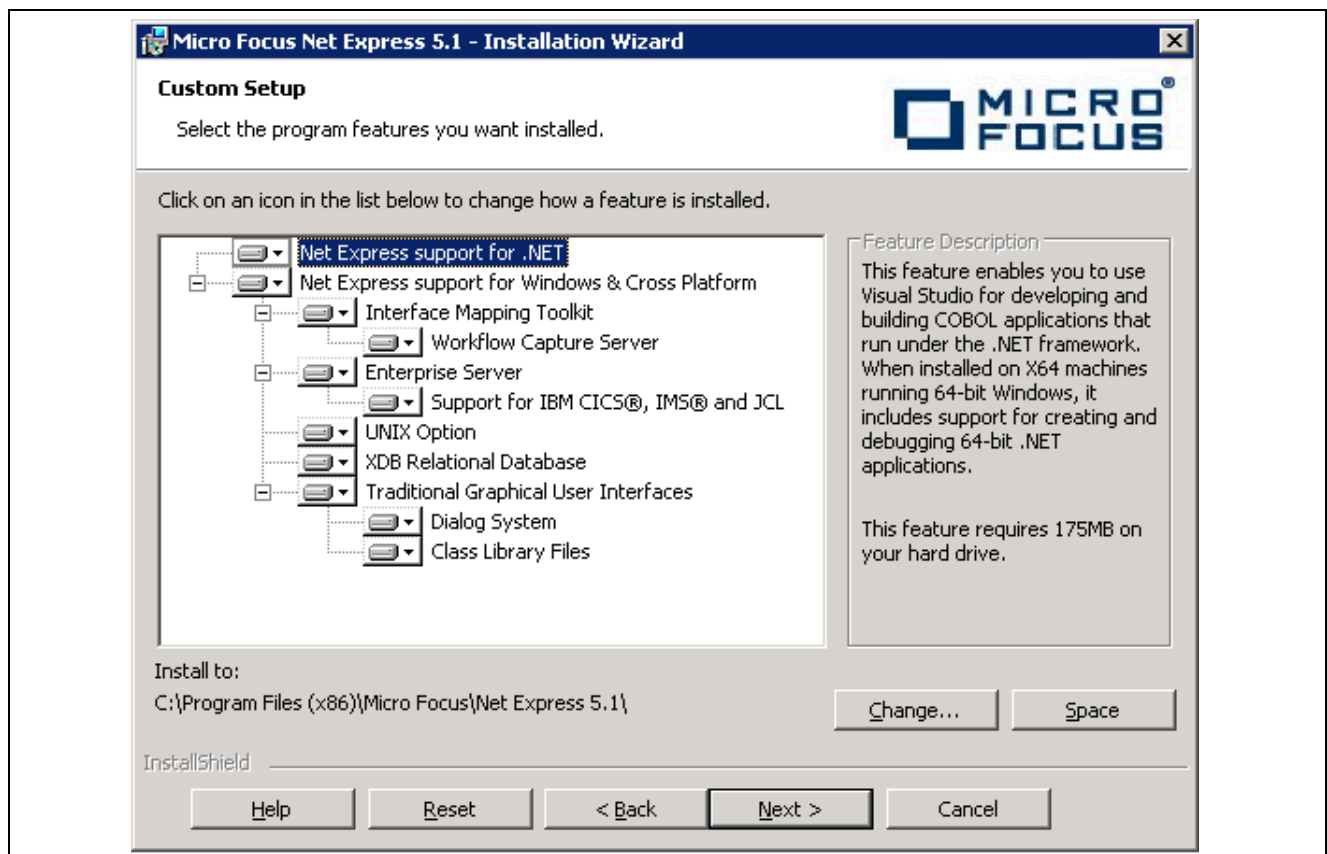 Micro Focus Net Express 5.1 - Installation Wizard
Custom Setup
Select the program features you want installed.
MICRO
FOCUS®
Click on an icon in the list below to change how a feature is installed.
Net Express support for .NET
Net Express support for Windows & Cross Platform
Interface Mapping Toolkit
Workflow Capture Server
Enterprise Server
Support for IBM CICS®, IMS® and JCL
UNIX Option
XDB Relational Database
Traditional Graphical User Interfaces
Dialog System
Class Library Files
Feature Description
This feature enables you to use
Visual Studio for developing and
building COBOL applications that
run under the .NET framework.
When installed on X64 machines
running 64-bit Windows, it
includes support for creating and
debugging 64-bit .NET
applications.
This feature requires 175MB on
your hard drive.
Install to:
C:\Program Files (x86)\Micro Focus\Net Express 5.1\
Change...
Space
InstallShield
Help
Reset
< Back
Next >
Cancel